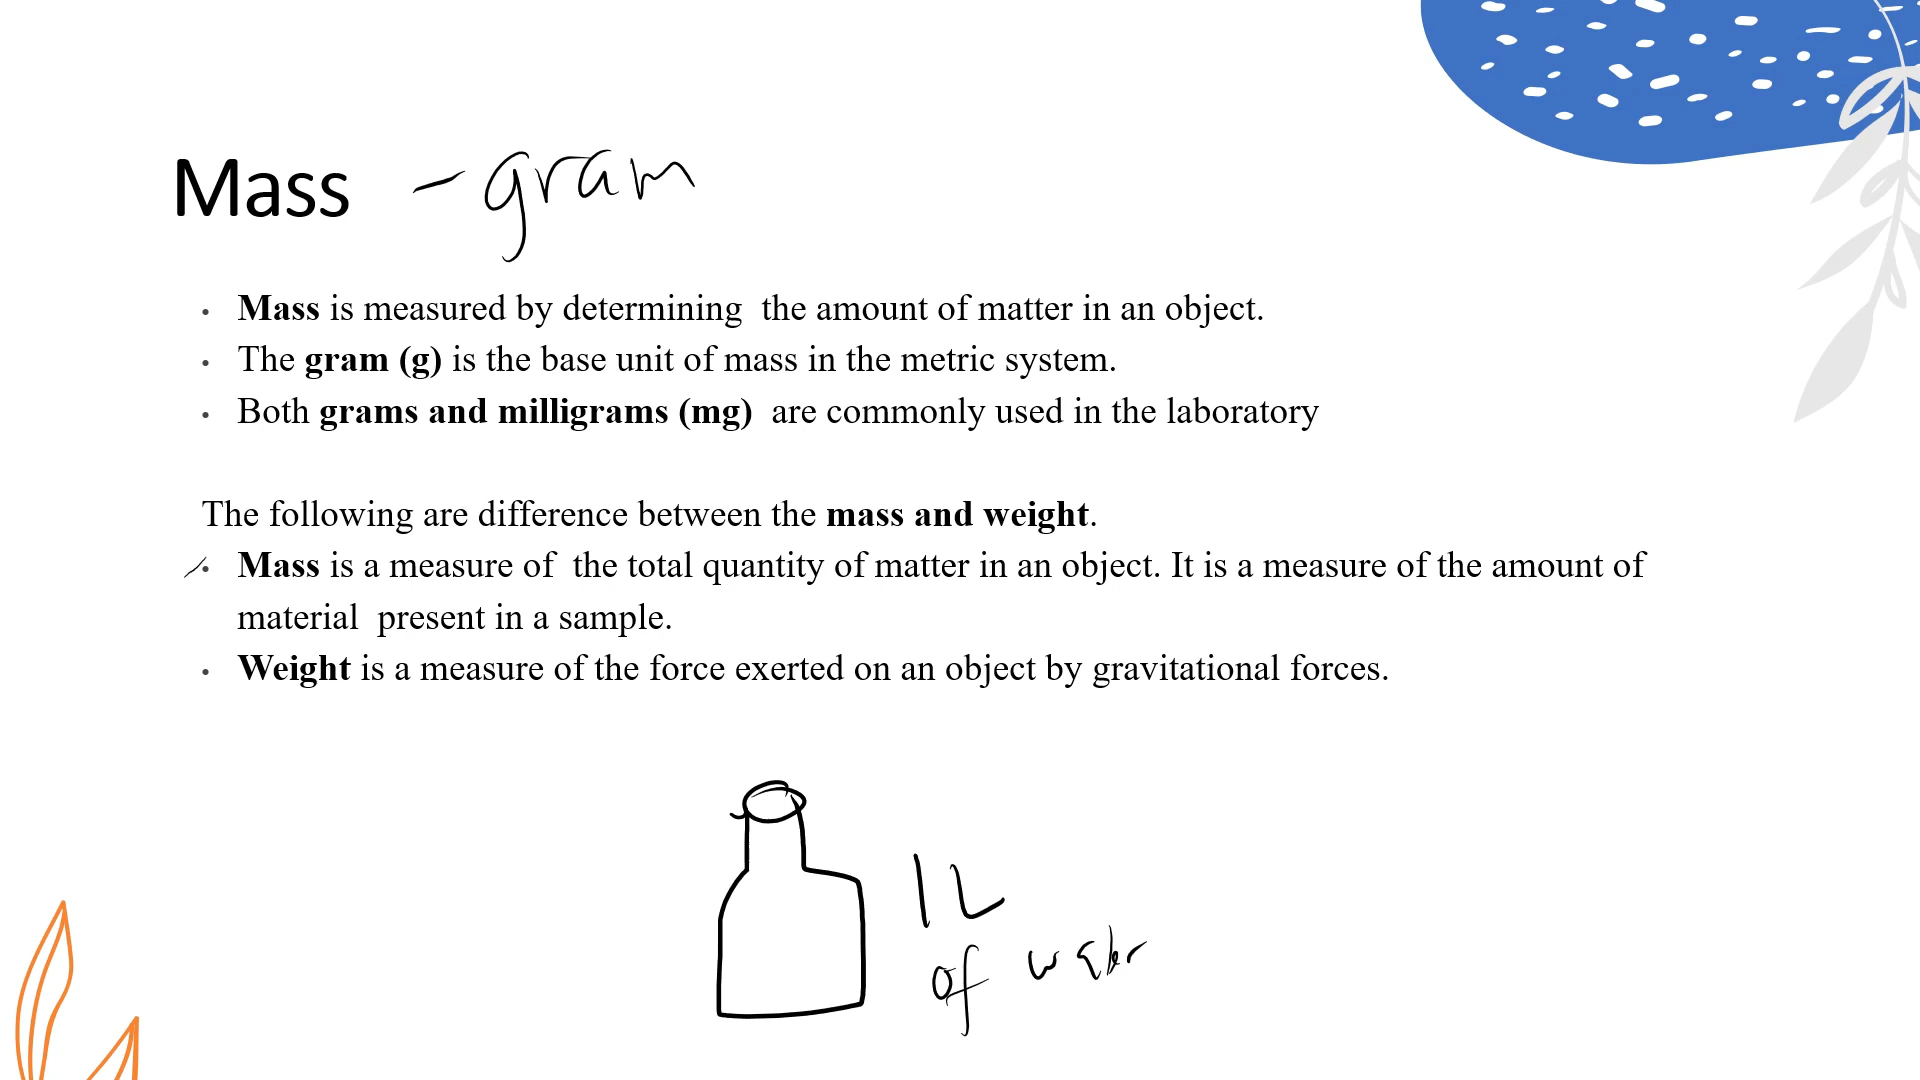 Mass - gram
• Mass is measured by determining  the amount of matter in an object.
• The gram (g) is the base unit of mass in the metric system.
• Both grams and milligrams (mg)  are commonly used in the laboratory
The following are difference between the mass and weight.
• Mass is a measure of  the total quantity of matter in an object. It is a measure of the amount of
material  present in a sample.
• Weight is a measure of the force exerted on an object by gravitational forces.
1L
of water